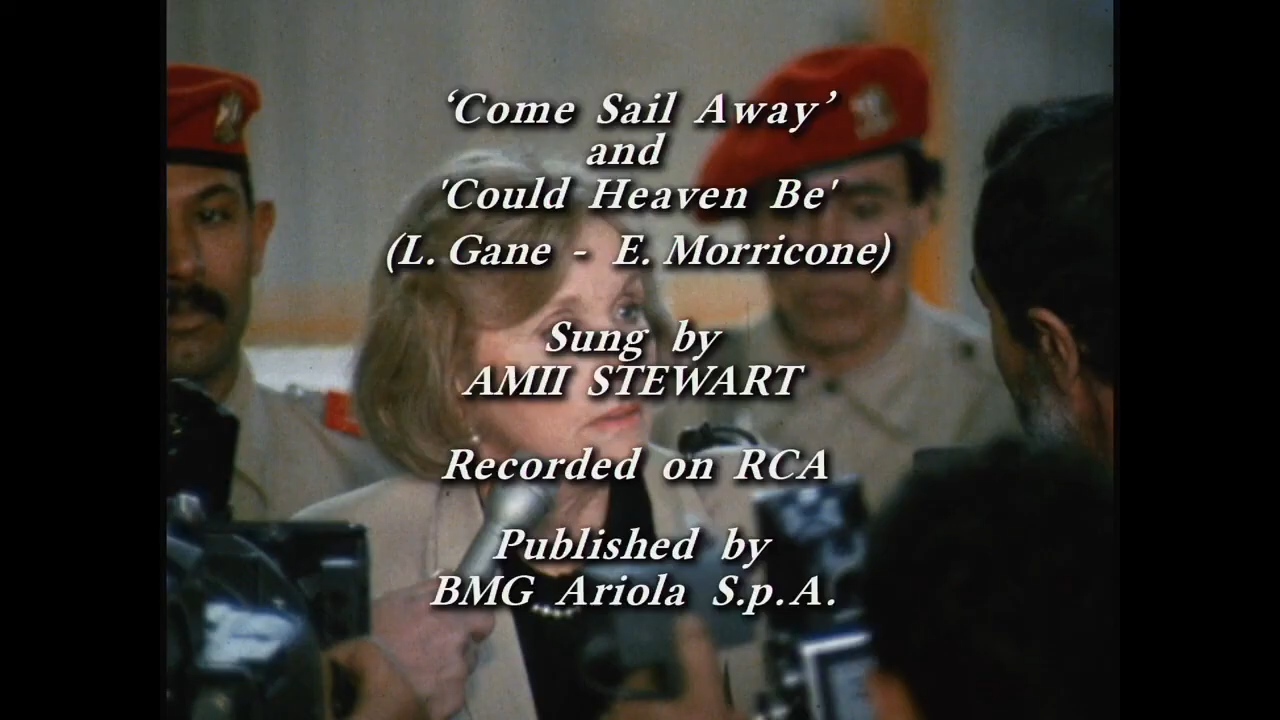 ‘Come Sail Away’
and
'Could Heaven Be'
(L. Gane - E. Morricone)
Sung by
AMII STEWART
Recorded on RCA
Published by
BMG Ariola S.p.A.